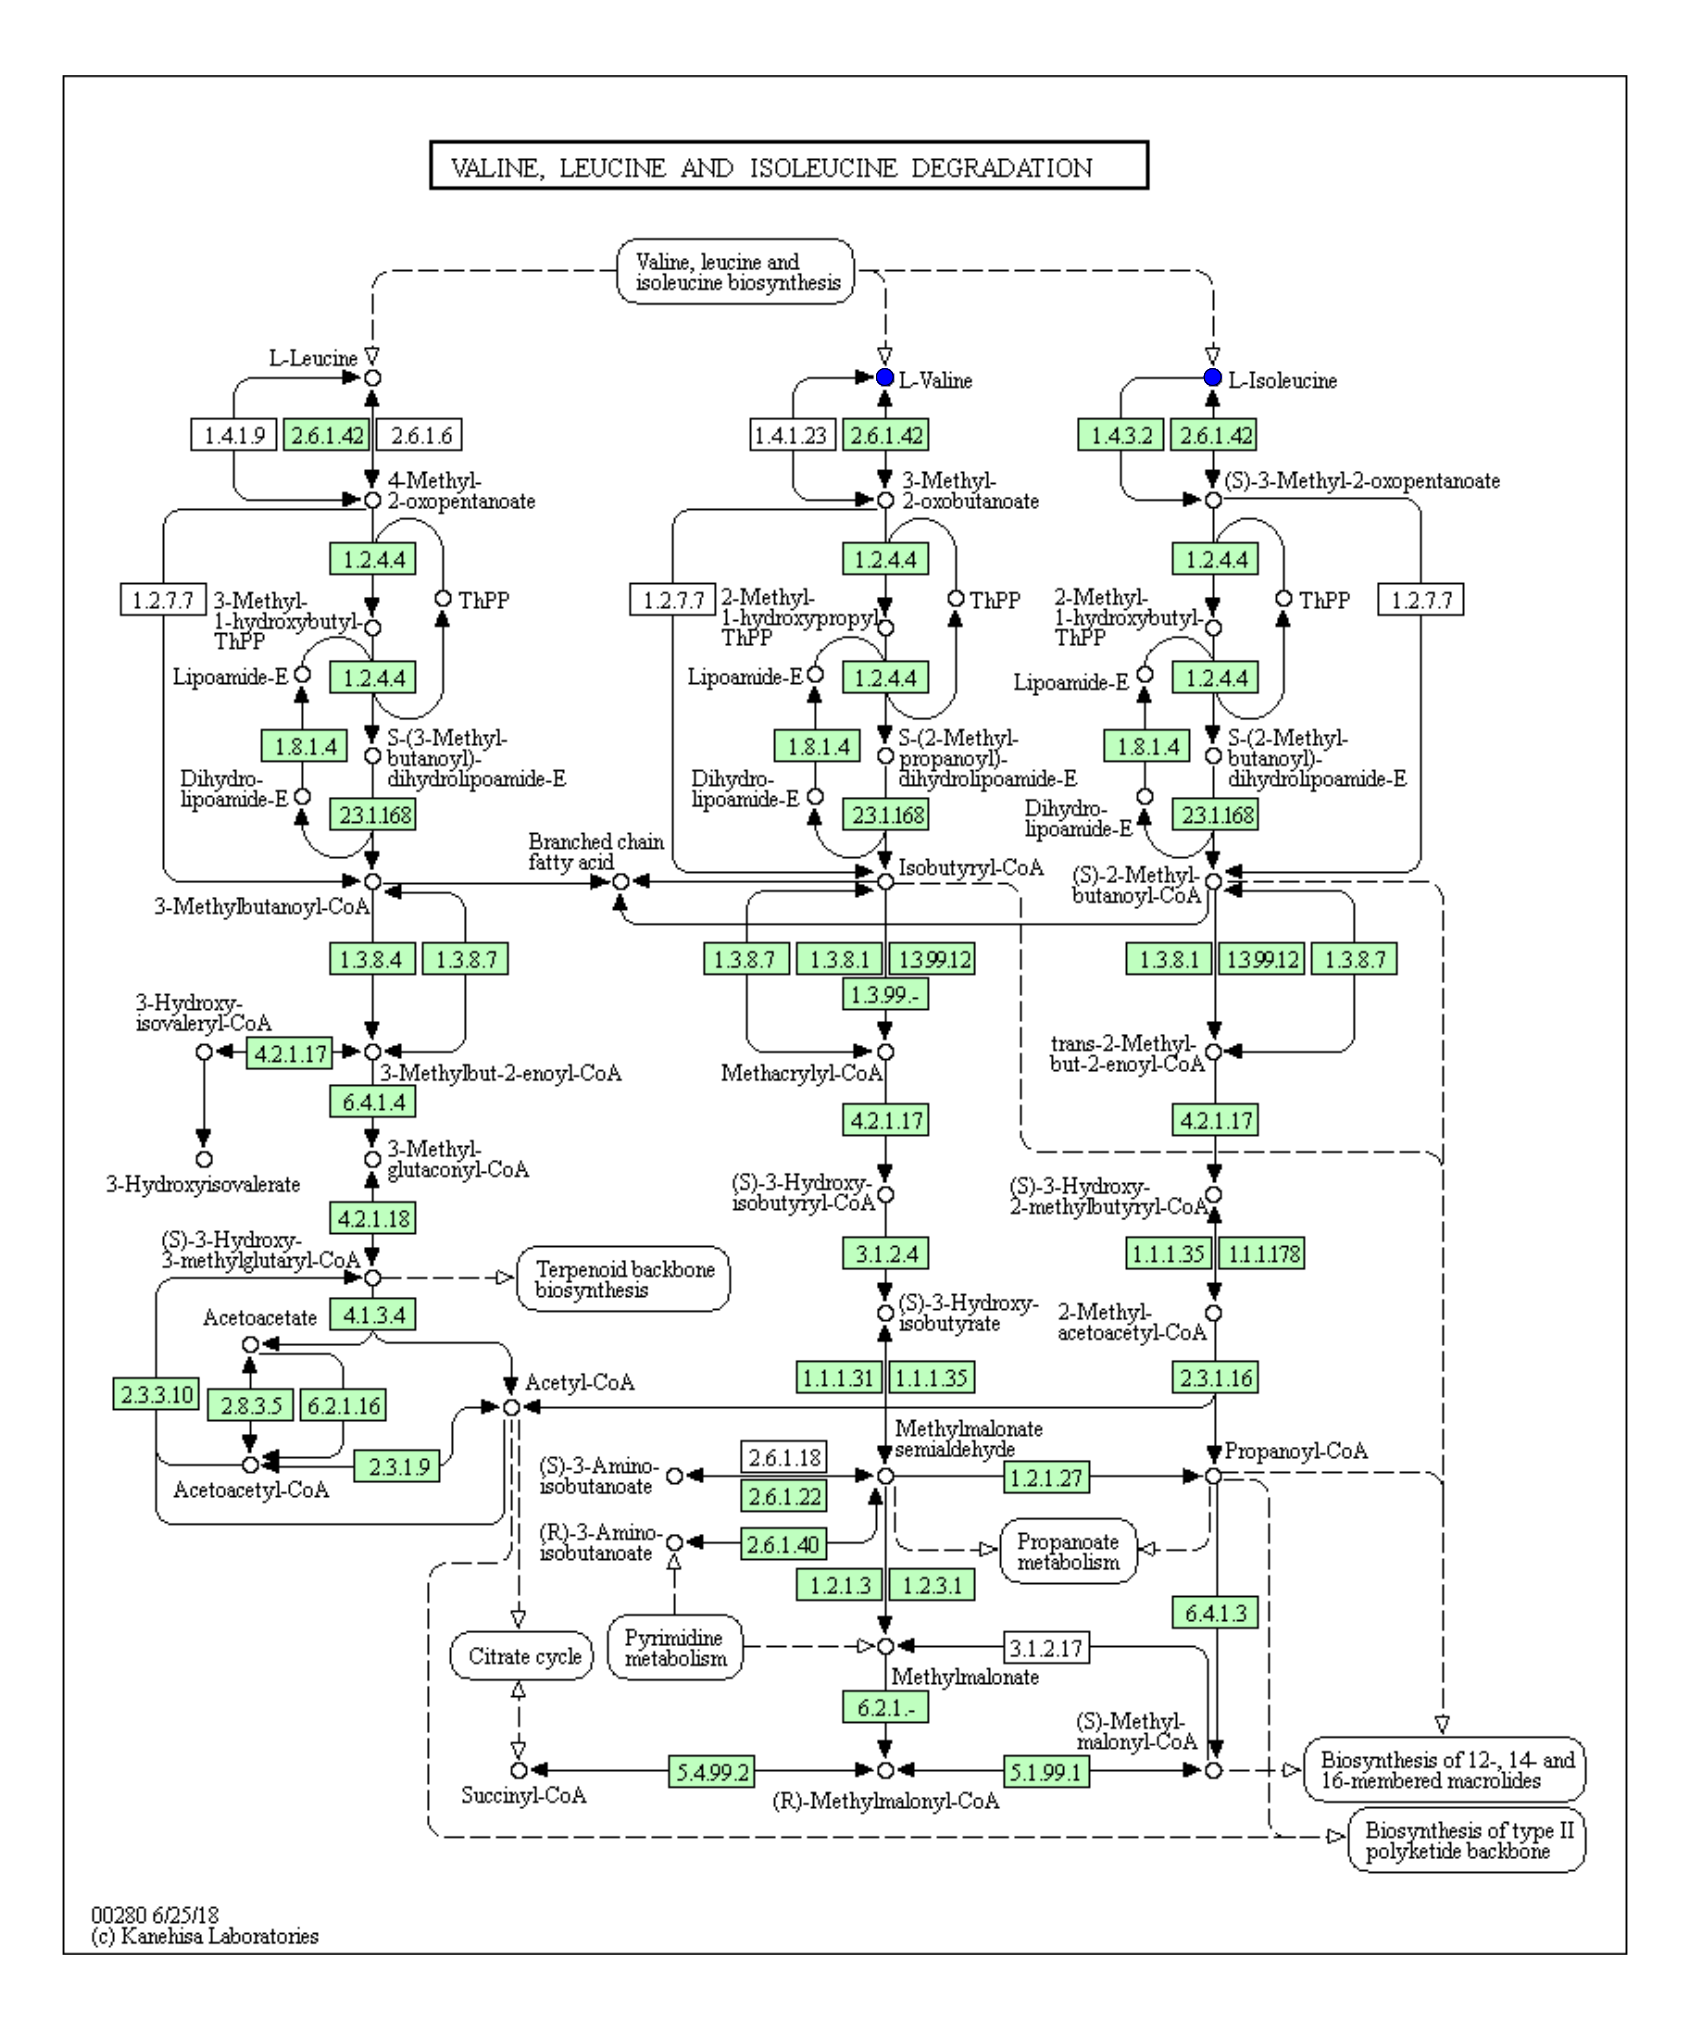 VALINE, LEUCINE AND ISOLEUCINE DEGRADATION
Valine, leucine and
isoleucine biosynthesis
L-Leucine
L-Valine
L-Isoleucine
1.4.1.9
2.6.1.42
2.6.1.6
1.4.1.23
2.6.1.42
1.4.3.2
2.6.1.42
4-Methyl-
2-oxopentanoate
3-Methyl-
2-oxobutanoate
(S)-3-Methyl-2-oxopentanoate
1.2.4.4
1.2.4.4
1.2.4.4
1.2.7.7
3-Methyl-
1-hydroxybutyl-
ThPP
ThPP
1.2.7.7
2-Methyl-
1-hydroxypropyl
ThPP
ThPP
2-Methyl-
1-hydroxybutyl-
ThPP
ThPP
1.2.7.7
Lipoamide-E
1.2.4.4
Lipoamide-E
1.2.4.4
Lipoamide-E
1.2.4.4
1.8.1.4
S-(3-Methyl-
butanoyl)-
dihydrolipoamide-E
1.8.1.4
S-(2-Methyl-
propanoyl)-
dihydrolipoamide-E
1.8.1.4
S-(2-Methyl-
butanoyl)-
dihydrolipoamide-E
Dihydro-
lipoamide-E
23.1.168
Dihydro-
lipoamide-E
23.1.168
Dihydro-
lipoamide-E
23.1.168
Branched chain
fatty acid
Isobutyryl-CoA
(S)-2-Methyl-
butanoyl-CoA
3-Methylbutanoyl-CoA
1.3.8.4
1.3.8.7
1.3.8.7
1.3.8.1
1.3.99.12
1.3.8.1
1.3.99.12
1.3.8.7
1.3.99.-
3-Hydroxy-
isovaleryl-CoA
4.2.1.17
3-Methylbut-2-enoyl-CoA
Methacrylyl-CoA
trans-2-Methyl-
but-2-enoyl-CoA
6.4.1.4
4.2.1.17
4.2.1.17
3-Methyl-
glutaconyl-CoA
3-Hydroxyisovalerate
(S)-3-Hydroxy-
isobutyryl-CoA
(S)-3-Hydroxy-
2-methylbutyryl-CoA
4.2.1.18
(S)-3-Hydroxy-
3-methylglutaryl-CoA
3.1.2.4
1.1.1.35
1.1.1.178
Terpenoid backbone
biosynthesis
Acetoacetate
4.1.3.4
(S)-3-Hydroxy-
isobutyrate
2-Methyl-
acetoacetyl-CoA
2.3.3.10
2.8.3.5
6.2.1.16
Acetyl-CoA
1.1.1.31
1.1.1.35
2.3.1.16
2.3.1.9
Acetoacetyl-CoA
Methylmalonate
semialdehyde
Propanoyl-CoA
(S)-3-Amino-
isobutanoate
2.6.1.18
2.6.1.22
1.2.1.27
(R)-3-Amino-
isobutanoate
2.6.1.40
Propanoate
metabolism
1.2.1.3
1.2.3.1
6.4.1.3
Citrate cycle
Pyrimidine
metabolism
3.1.2.17
Methylmalonate
6.2.1.-
(S)-Methyl-
malonyl-CoA
5.4.99.2
5.1.99.1
Succinyl-CoA
(R)-Methylmalonyl-CoA
Biosynthesis of 12-, 14- and
16-membered macrolides
Biosynthesis of type II
polyketide backbone
00280 6/25/18
(c) Kanehisa Laboratories